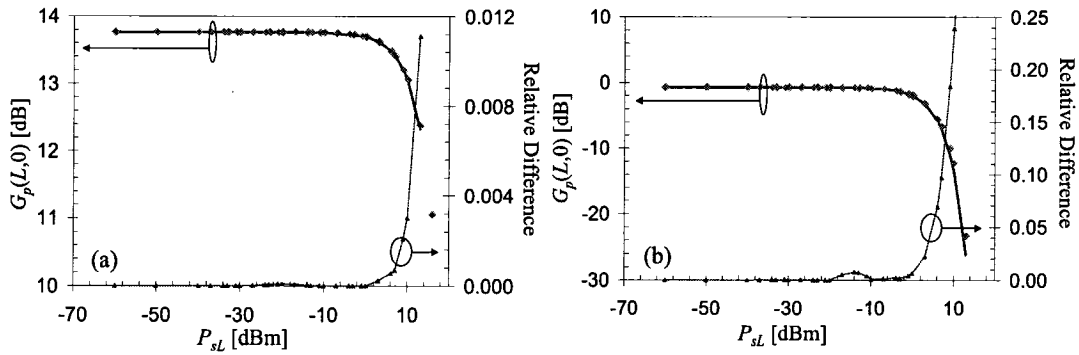 14
13
12
11
10
G_p(L,0) [dB]
0.012
0.008
0.004
0.000
Relative Difference
(a)
-70 -50 -30 -10 10
P_sL [dBm]
10
0
-10
-20
-30
G_p(L,0) [dB]
0.25
0.20
0.15
0.10
0.05
0.00
Relative Difference
(b)
-70 -50 -30 -10 10
P_sL [dBm]